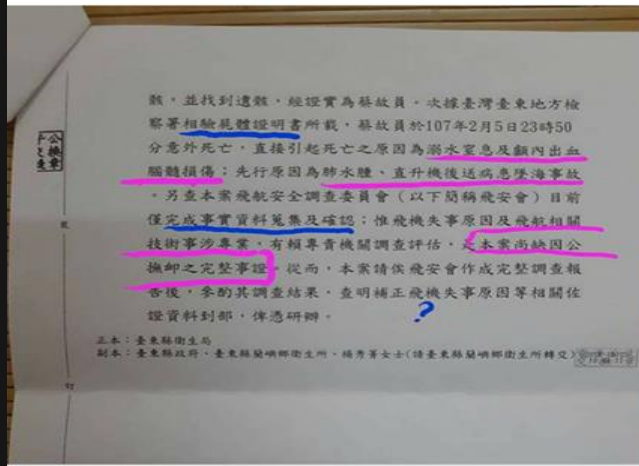 骸,並找到遺骸,經證實為蔡故員。次據臺灣臺東地方檢
察署相驗屍體證明書所載,蔡故員於107年2月5日23時50
分意外死亡,直接引起死亡之原因為溺水窒息及顱內出血
腦髓損傷;先行原因為肺水腫、直升機後送病患墜海事故
。另查本案飛航安全調查委員會(以下簡稱飛安會)目前
僅完成事實資料蒐集及確認;惟飛機失事原因及飛航相關
技術事涉專業,有賴專責機關調查評估,是本案尚缺因公
撫卹之完整事證。從而,本案請俟飛安會作成完整調查報
告後,參酌其調查結果,查明補正飛機失事原因等相關佐
證資料到部,俾憑研辦。
?
正本:臺東縣衛生局
副本:臺東縣政府、臺東縣蘭嶼鄉衛生所、楊秀菁女士(請臺東縣蘭嶼鄉衛生所轉交)
訂